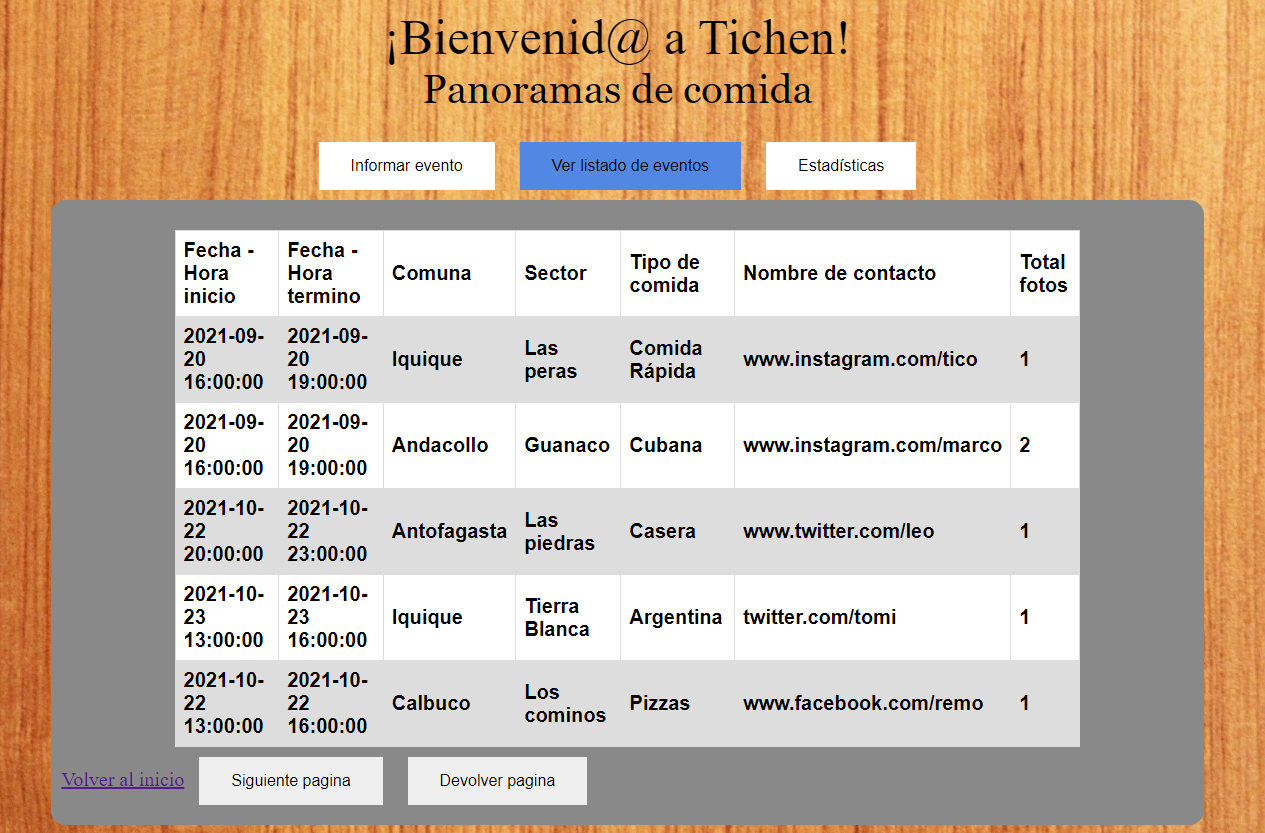 ¡Bienvenid@ a Tichen!
Panoramas de comida
Informar evento Ver listado de eventos Estadísticas
Fecha - Hora inicio Fecha - Hora termino Comuna Sector Tipo de comida Nombre de contacto Total fotos
2021-09-20 16:00:00 2021-09-20 19:00:00 Iquique Las peras Comida Rápida www.instagram.com/tico 1
2021-09-20 16:00:00 2021-09-20 19:00:00 Andacollo Guanaco Cubana www.instagram.com/marco 2
2021-10-22 20:00:00 2021-10-22 23:00:00 Antofagasta Las piedras Casera www.twitter.com/leo 1
2021-10-23 13:00:00 2021-10-23 16:00:00 Iquique Tierra Blanca Argentina twitter.com/tomi 1
2021-10-22 13:00:00 2021-10-22 16:00:00 Calbuco Los cominos Pizzas www.facebook.com/remo 1
Volver al inicio Siguiente pagina Devolver pagina